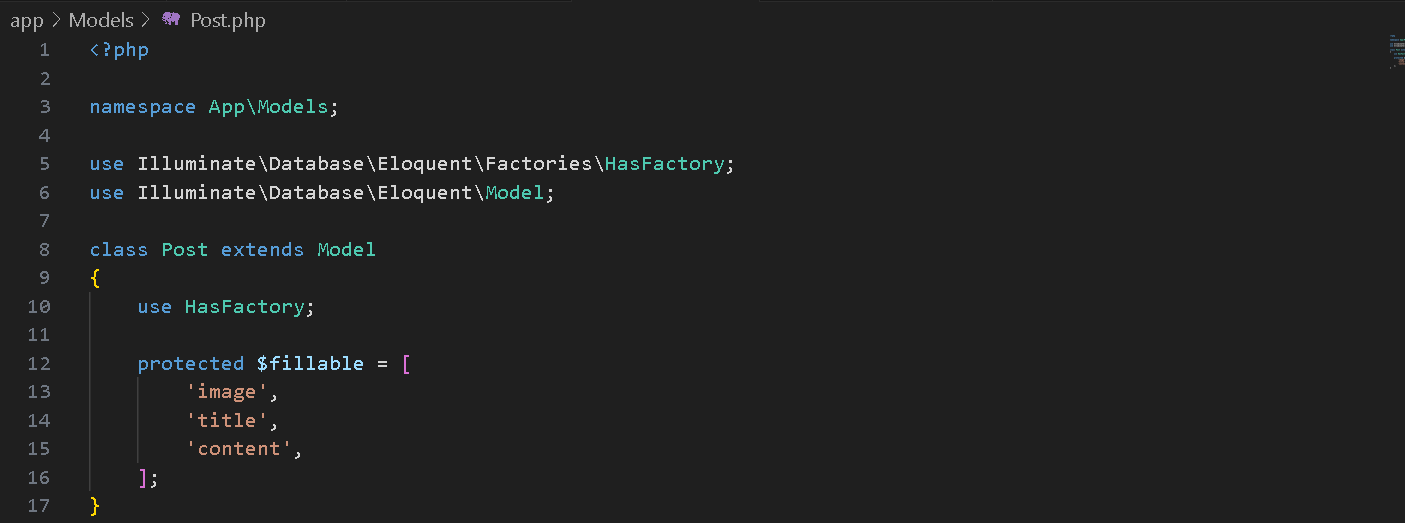 app > Models > Post.php
1 <?php
2
3 namespace App\Models;
4
5 use Illuminate\Database\Eloquent\Factories\HasFactory;
6 use Illuminate\Database\Eloquent\Model;
7
8 class Post extends Model
9 {
10     use HasFactory;
11
12     protected $fillable = [
13         'image',
14         'title',
15         'content',
16     ];
17 }